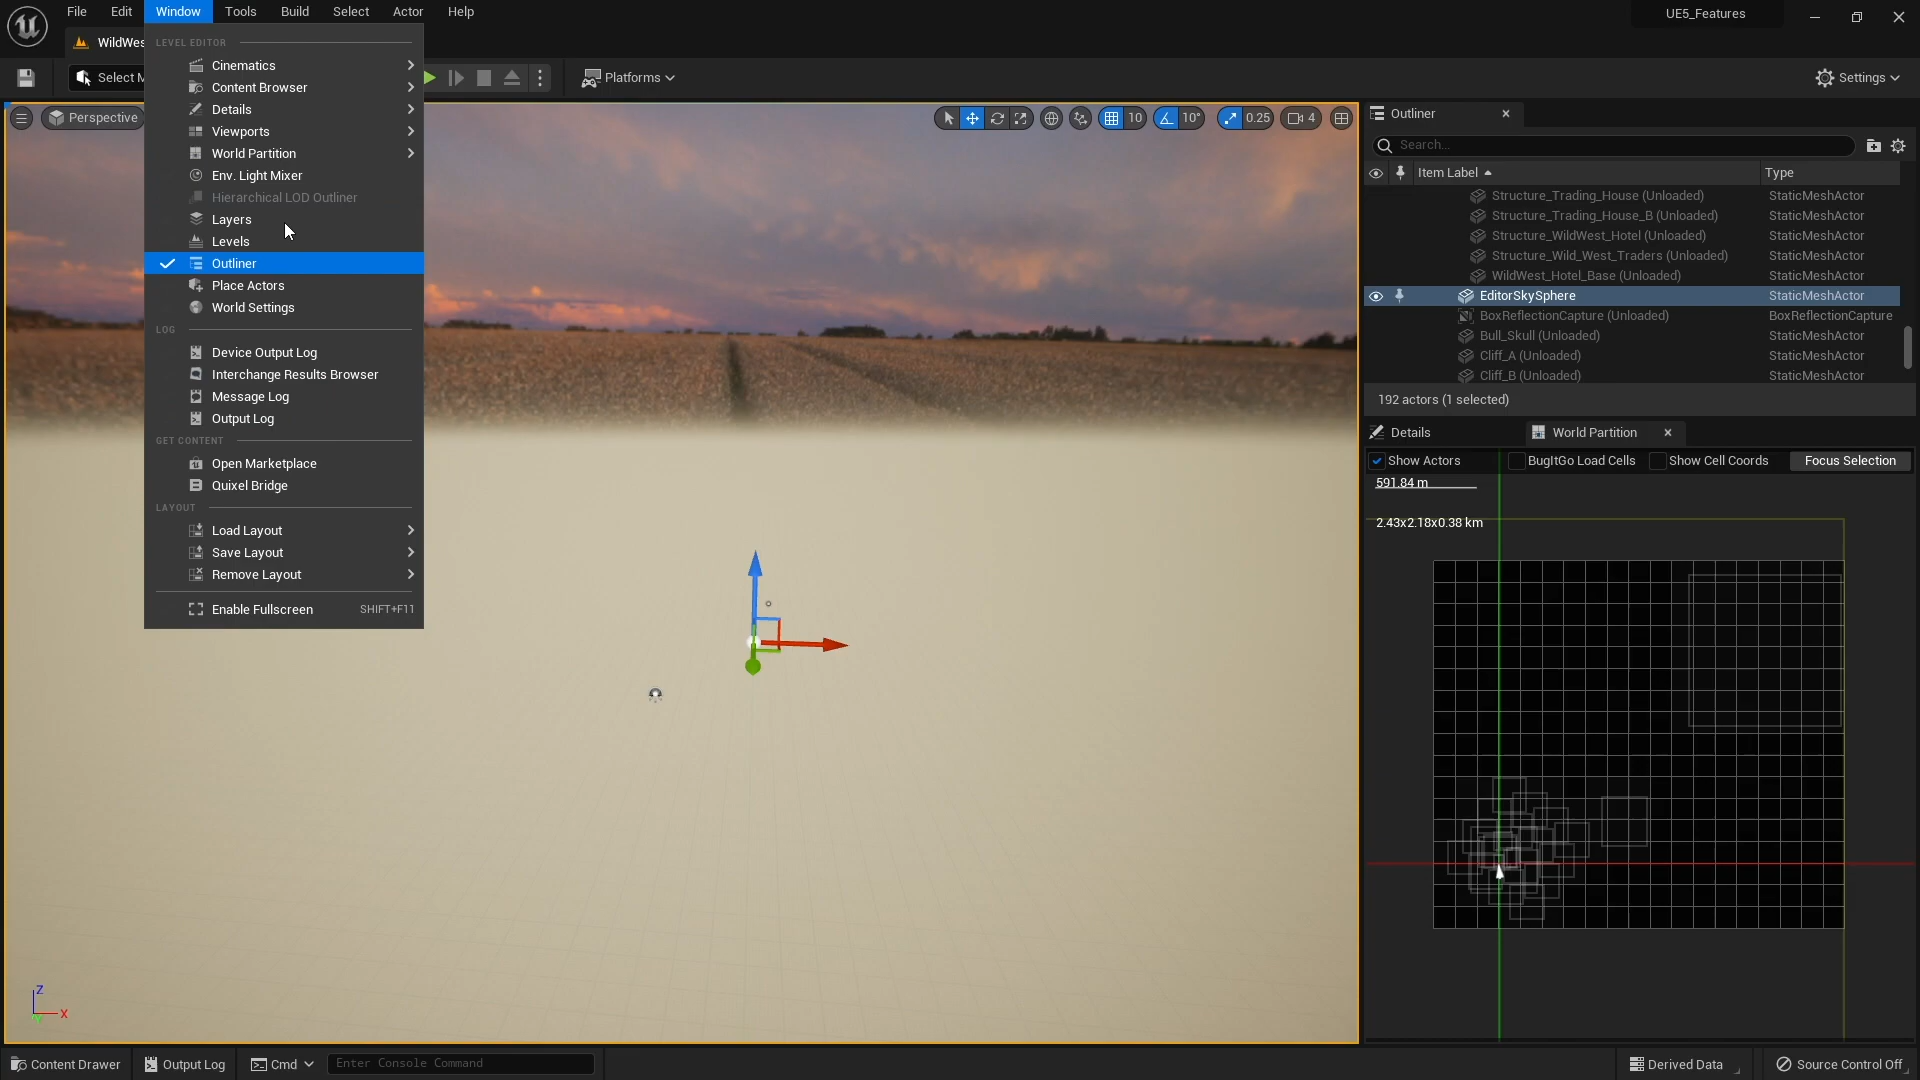 File Edit Window Tools Build Select Actor Help
UE5_Features
WildWes
Select M
Platforms
Settings
LEVEL EDITOR
Cinematics
Content Browser
Details
Viewports
World Partition
Env. Light Mixer
Hierarchical LOD Outliner
Layers
Levels
Outliner
Place Actors
World Settings
LOG
Device Output Log
Interchange Results Browser
Message Log
Output Log
GET CONTENT
Open Marketplace
Quixel Bridge
LAYOUT
Load Layout
Save Layout
Remove Layout
Enable Fullscreen SHIFT+F11
Perspective
10 10° 0.25 4
Z
X
Outliner
Search...
Item Label Type
Structure_Trading_House (Unloaded) StaticMeshActor
Structure_Trading_House_B (Unloaded) StaticMeshActor
Structure_WildWest_Hotel (Unloaded) StaticMeshActor
Structure_Wild_West_Traders (Unloaded) StaticMeshActor
WildWest_Hotel_Base (Unloaded) StaticMeshActor
EditorSkySphere StaticMeshActor
BoxReflectionCapture (Unloaded) BoxReflectionCapture
Bull_Skull (Unloaded) StaticMeshActor
Cliff_A (Unloaded) StaticMeshActor
Cliff_B (Unloaded) StaticMeshActor
192 actors (1 selected)
Details World Partition
Show Actors BugItGo Load Cells Show Cell Coords Focus Selection
591.84 m
2.43x2.18x0.38 km
Content Drawer Output Log Cmd Enter Console Command Derived Data Source Control Off